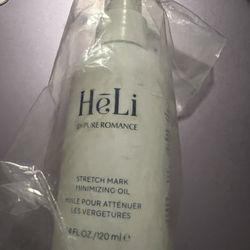 HēLi
BY PURE ROMANCE
STRETCH MARK
MINIMIZING OIL
HUILE POUR ATTÉNUER
LES VERGETURES
4 FL OZ./120 ml e